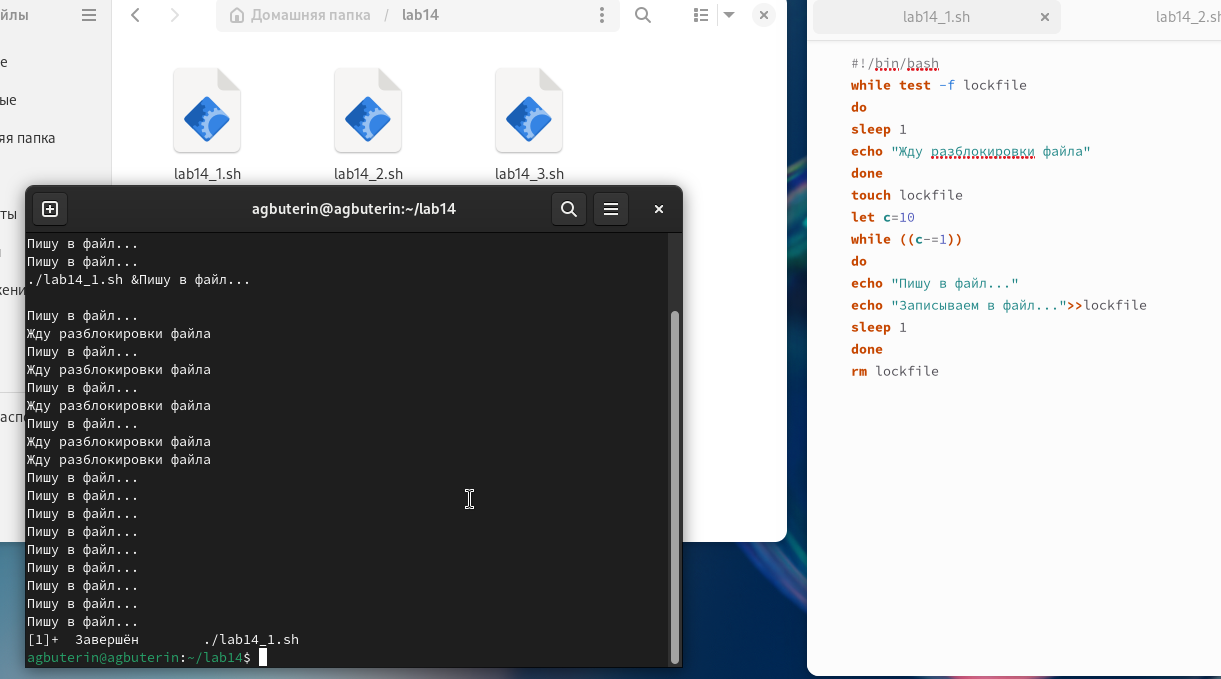 йлы
Домашняя папка / lab14
е
ые
яя папка
ты
жени
асп
lab14_1.sh
lab14_2.sh
lab14_3.sh
agbuterin@agbuterin:~/lab14
Пишу в файл...
Пишу в файл...
./lab14_1.sh &Пишу в файл...
Пишу в файл...
Жду разблокировки файла
Пишу в файл...
Жду разблокировки файла
Пишу в файл...
Жду разблокировки файла
Пишу в файл...
Жду разблокировки файла
Жду разблокировки файла
Пишу в файл...
Пишу в файл...
Пишу в файл...
Пишу в файл...
Пишу в файл...
Пишу в файл...
Пишу в файл...
Пишу в файл...
Пишу в файл...
[1]+  Завершён        ./lab14_1.sh
agbuterin@agbuterin:~/lab14$
lab14_1.sh
lab14_2.sh
#!/bin/bash
while test -f lockfile
do
sleep 1
echo "Жду разблокировки файла"
done
touch lockfile
let c=10
while ((c-=1))
do
echo "Пишу в файл..."
echo "Записываем в файл...">>lockfile
sleep 1
done
rm lockfile